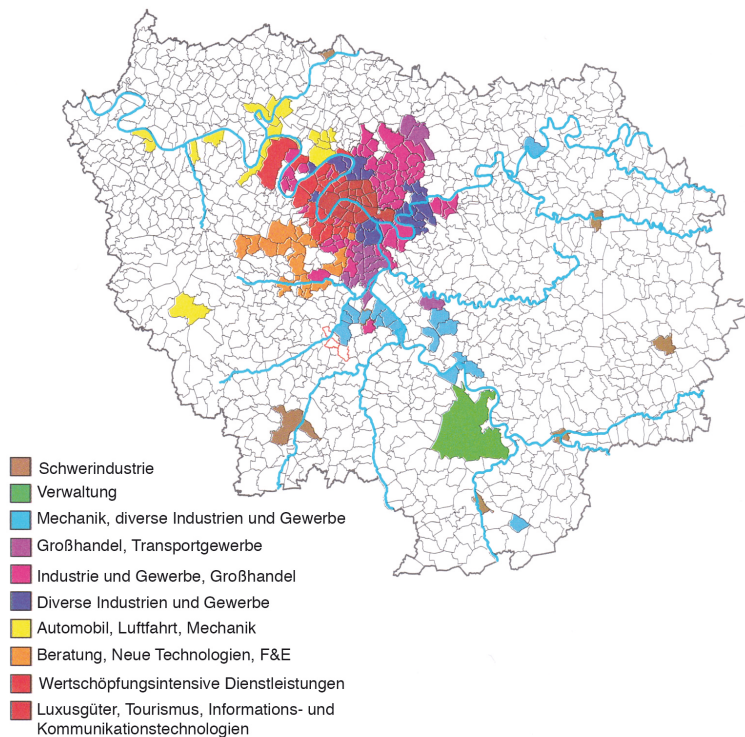 Schwerindustrie
Verwaltung
Mechanik, diverse Industrien und Gewerbe
Großhandel, Transportgewerbe
Industrie und Gewerbe, Großhandel
Diverse Industrien und Gewerbe
Automobil, Luftfahrt, Mechanik
Beratung, Neue Technologien, F&E
Wertschöpfungsintensive Dienstleistungen
Luxusgüter, Tourismus, Informations- und
Kommunikationstechnologien